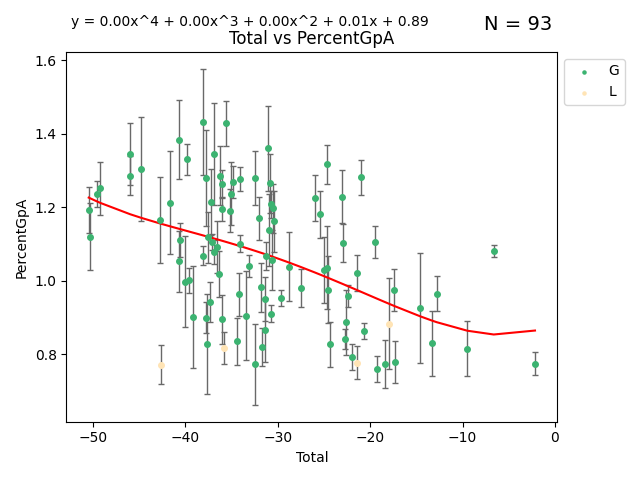 y = 0.00x^4 + 0.00x^3 + 0.00x^2 + 0.01x + 0.89
N = 93
Total vs PercentGpA
G
L
PercentGpA
1.6
1.4
1.2
1.0
0.8
−50
−40
−30
−20
−10
0
Total